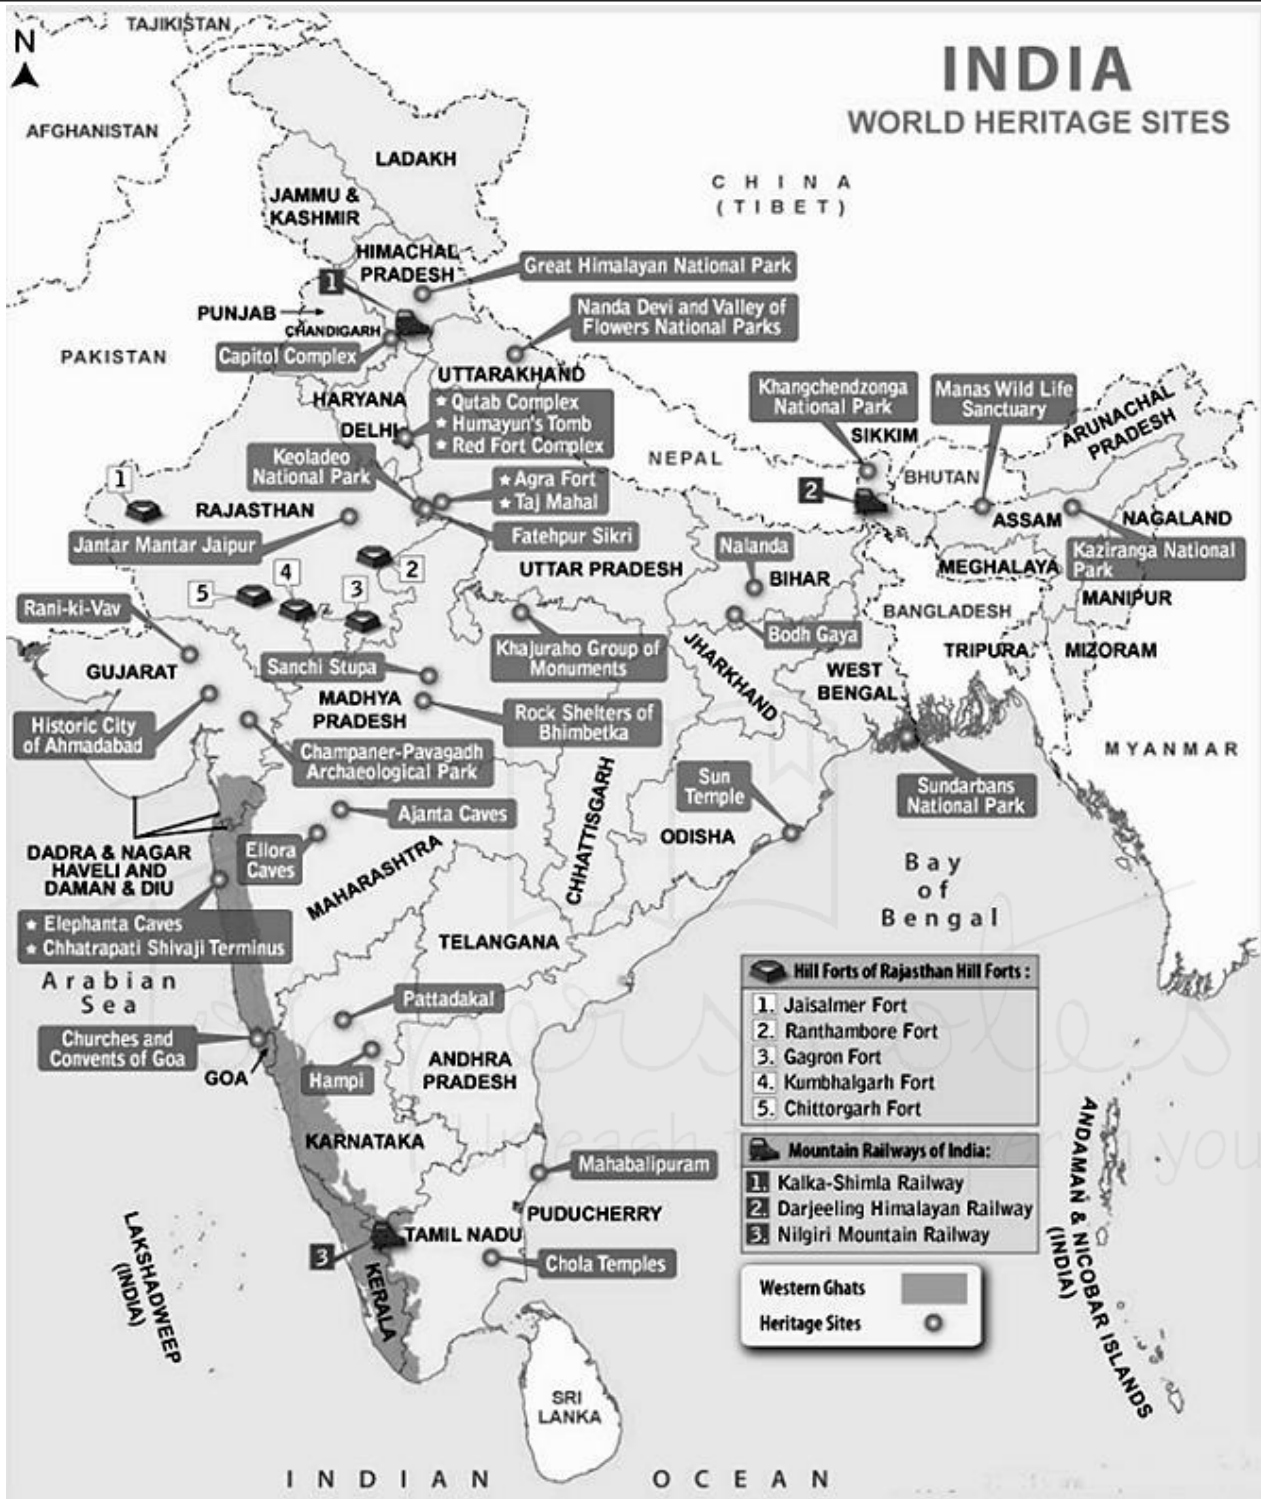 TAJIKISTAN
N
INDIA
WORLD HERITAGE SITES
AFGHANISTAN
LADAKH
CHINA
(TIBET)
JAMMU &
KASHMIR
HIMACHAL
PRADESH
Great Himalayan National Park
1
PUNJAB
Nanda Devi and Valley of
Flowers National Parks
CHANDIGARH
PAKISTAN
Capitol Complex
UTTARAKHAND
HARYANA
Qutab Complex
Humayun's Tomb
Red Fort Complex
DELHI
Khangchendzonga
National Park
Manas Wild Life
Sanctuary
ARUNACHAL
PRADESH
SIKKIM
NEPAL
BHUTAN
Keoladeo
National Park
1
Agra Fort
Taj Mahal
2
RAJASTHAN
ASSAM
NAGALAND
Jantar Mantar Jaipur
Fatehpur Sikri
Nalanda
Kaziranga National
Park
2
UTTAR PRADESH
BIHAR
MEGHALAYA
5
4
3
Rani-ki-Vav
MANIPUR
BANGLADESH
Bodh Gaya
Khajuraho Group of
Monuments
JHARKHAND
TRIPURA
MIZORAM
GUJARAT
Sanchi Stupa
WEST
BENGAL
MADHYA
PRADESH
Rock Shelters of
Bhimbetka
Historic City
of Ahmadabad
Champaner-Pavagadh
Archaeological Park
MYANMAR
Sun
Temple
Sundarbans
National Park
Ajanta Caves
CHHATTISGARH
ODISHA
DADRA & NAGAR
HAVELI AND
DAMAN & DIU
Ellora
Caves
MAHARASHTRA
Bay
of
Bengal
Elephanta Caves
Chhatrapati Shivaji Terminus
TELANGANA
Arabian
Sea
Hill Forts of Rajasthan Hill Forts :
1. Jaisalmer Fort
2. Ranthambore Fort
3. Gagron Fort
4. Kumbhalgarh Fort
5. Chittorgarh Fort
Pattadakal
Churches and
Convents of Goa
GOA
Hampi
ANDHRA
PRADESH
KARNATAKA
Mountain Railways of India:
1. Kalka-Shimla Railway
2. Darjeeling Himalayan Railway
3. Nilgiri Mountain Railway
Mahabalipuram
PUDUCHERRY
TAMIL NADU
3
Chola Temples
KERALA
LAKSHADWEEP
(INDIA)
ANDAMAN & NICOBAR ISLANDS
(INDIA)
Western Ghats
Heritage Sites
SRI
LANKA
INDIAN OCEAN